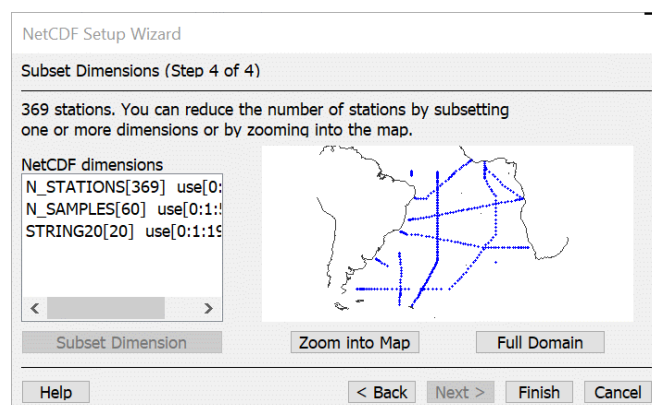 NetCDF Setup Wizard
Subset Dimensions (Step 4 of 4)
369 stations. You can reduce the number of stations by subsetting
one or more dimensions or by zooming into the map.
NetCDF dimensions
N_STATIONS[369] use[0:
N_SAMPLES[60] use[0:1:
STRING20[20] use[0:1:19
< >
Subset Dimension
Zoom into Map
Full Domain
Help
< Back
Next >
Finish
Cancel